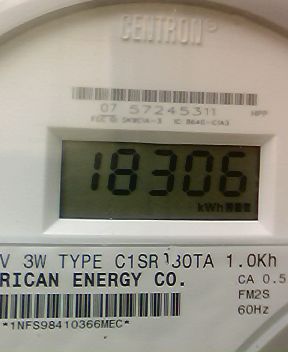 CENTRON®
07 57245311 HPP
18306
kWh
V 3W TYPE C1SR 30TA 1.0Kh
RICAN ENERGY CO. CA 0.5
FM2S
60Hz
*1NFS98410366MEC*